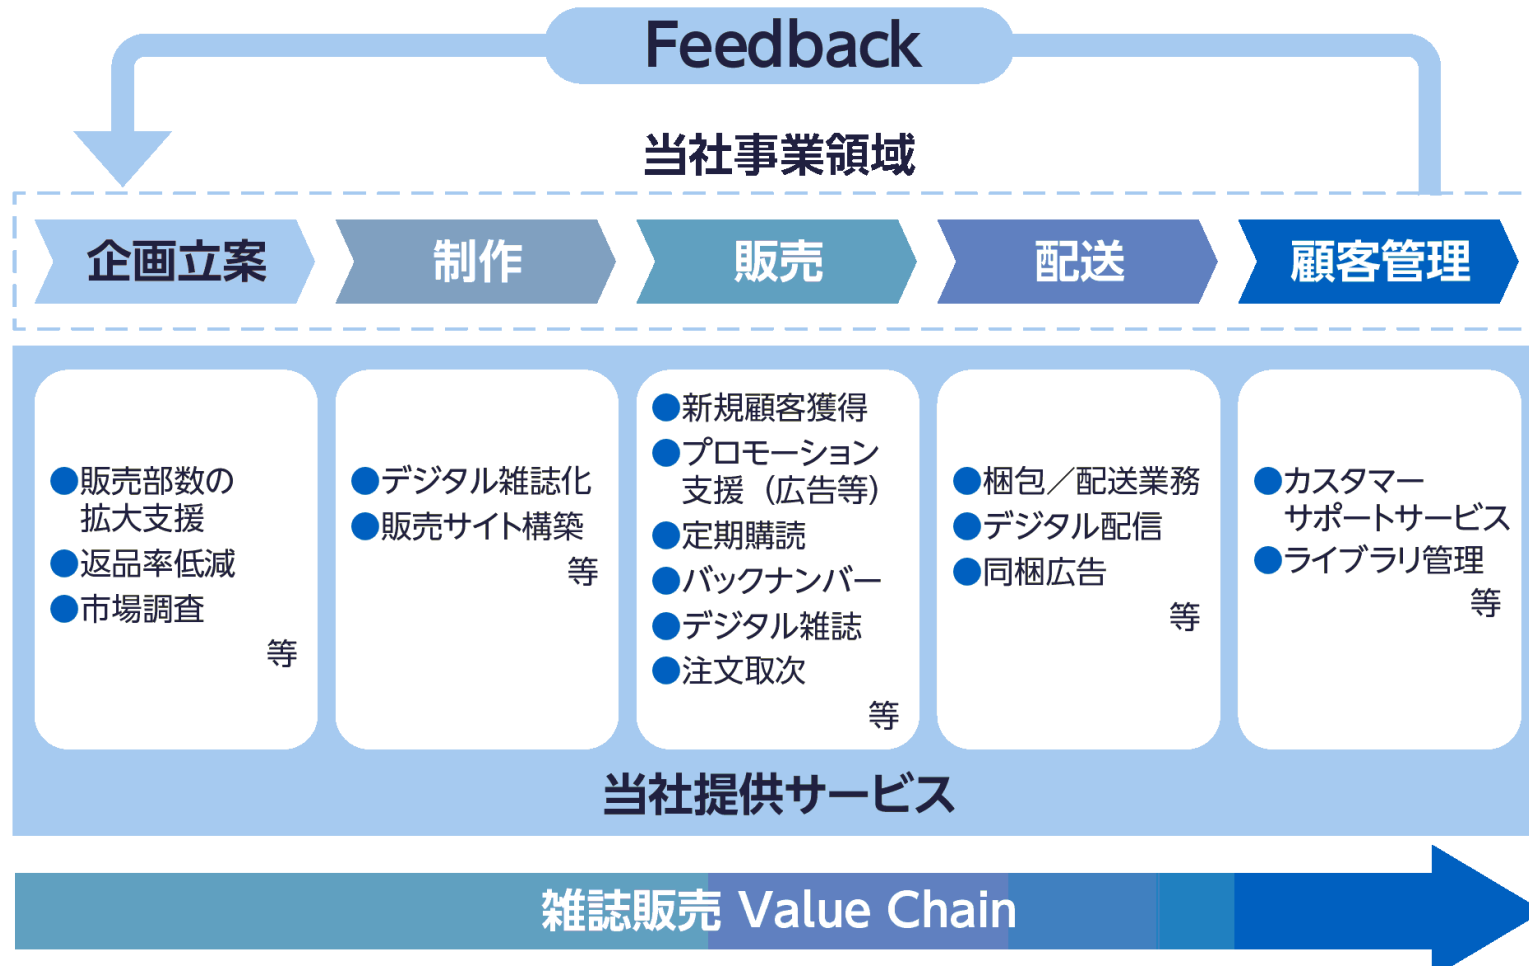 Feedback
当社事業領域
企画立案
制作
販売
配送
顧客管理
●販売部数の
拡大支援
●返品率低減
●市場調査
等
●デジタル雑誌化
●販売サイト構築
等
●新規顧客獲得
●プロモーション
支援（広告等）
●定期購読
●バックナンバー
●デジタル雑誌
●注文取次
等
●梱包／配送業務
●デジタル配信
●同梱広告
等
●カスタマー
サポートサービス
●ライブラリ管理
等
当社提供サービス
雑誌販売 Value Chain